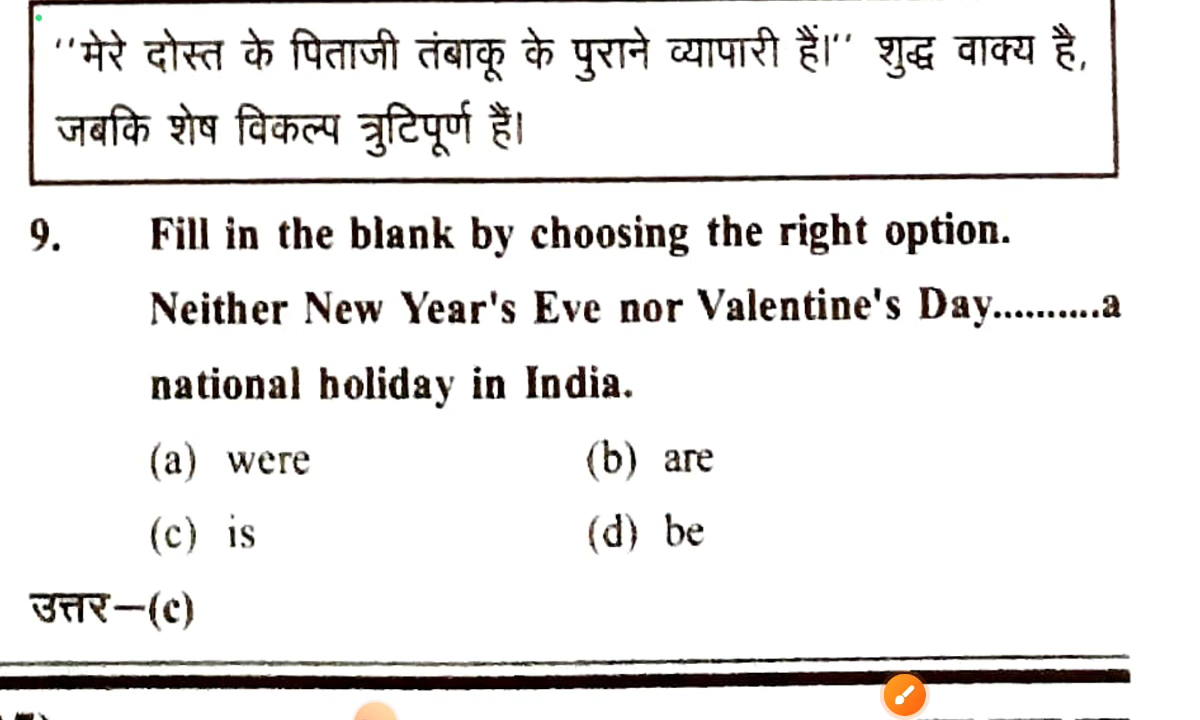 ''मेरे दोस्त के पिताजी तंबाकू के पुराने व्यापारी हैं।'' शुद्ध वाक्य है,
जबकि शेष विकल्प त्रुटिपूर्ण हैं।
9. Fill in the blank by choosing the right option.
Neither New Year's Eve nor Valentine's Day..........a
national holiday in India.
(a) were (b) are
(c) is (d) be
उत्तर–(c)